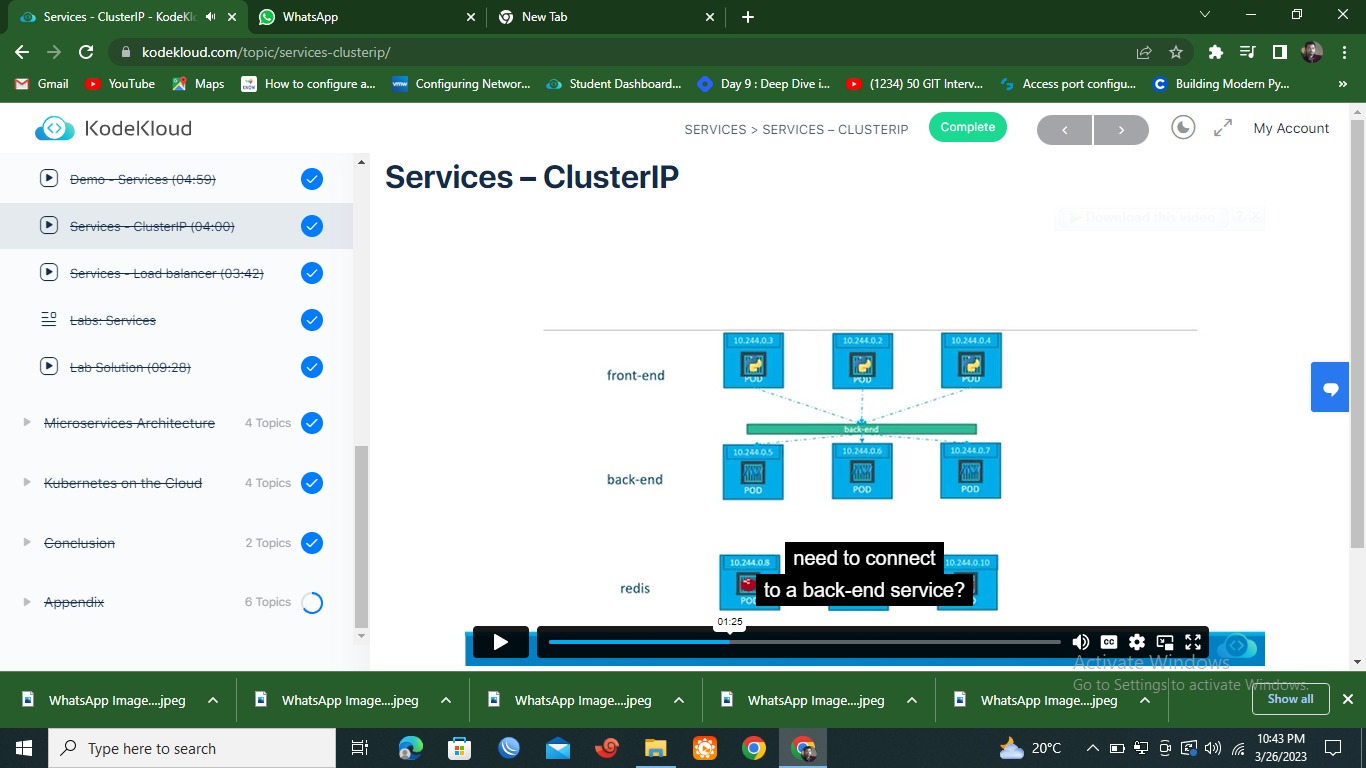 Services - ClusterIP - KodeKlo
WhatsApp
New Tab
kodekloud.com/topic/services-clusterip/
Gmail
YouTube
Maps
How to configure a...
Configuring Networ...
Student Dashboard...
Day 9 : Deep Dive i...
(1234) 50 GIT Interv...
Access port configu...
Building Modern Py...
»
KodeKloud
SERVICES > SERVICES – CLUSTERIP
Complete
My Account
Demo - Services (04:59)
Services - ClusterIP (04:00)
Services - Load balancer (03:42)
Labs: Services
Lab Solution (09:28)
Microservices Architecture
4 Topics
Kubernetes on the Cloud
4 Topics
Conclusion
2 Topics
Appendix
6 Topics
Services – ClusterIP
Download this video
front-end
10.244.0.3
POD
10.244.0.2
POD
10.244.0.4
POD
back-end
back-end
10.244.0.5
POD
10.244.0.6
POD
10.244.0.7
POD
redis
10.244.0.8
10.244.0.10
need to connect
to a back-end service?
01:25
CC
Activate Windows
Go to Settings to activate Windows.
WhatsApp Image....jpeg
WhatsApp Image....jpeg
WhatsApp Image....jpeg
WhatsApp Image....jpeg
WhatsApp Image....jpeg
Show all
Type here to search
20°C
10:43 PM
3/26/2023